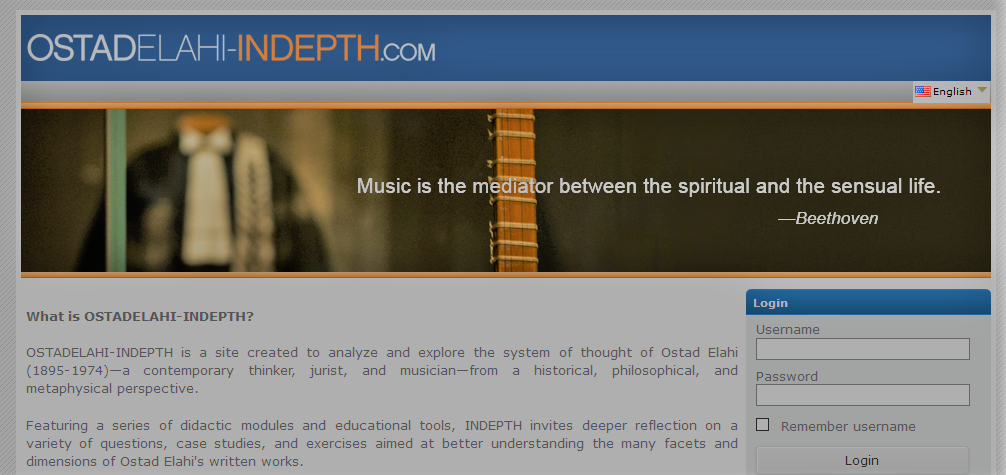 OSTADELAHI-INDEPTH.COM
English
Music is the mediator between the spiritual and the sensual life.
—Beethoven
What is OSTADELAHI-INDEPTH?
OSTADELAHI-INDEPTH is a site created to analyze and explore the system of thought of Ostad Elahi
(1895-1974)—a contemporary thinker, jurist, and musician—from a historical, philosophical, and
metaphysical perspective.
Featuring a series of didactic modules and educational tools, INDEPTH invites deeper reflection on a
variety of questions, case studies, and exercises aimed at better understanding the many facets and
dimensions of Ostad Elahi's written works.
Login
Username
Password
Remember username
Login